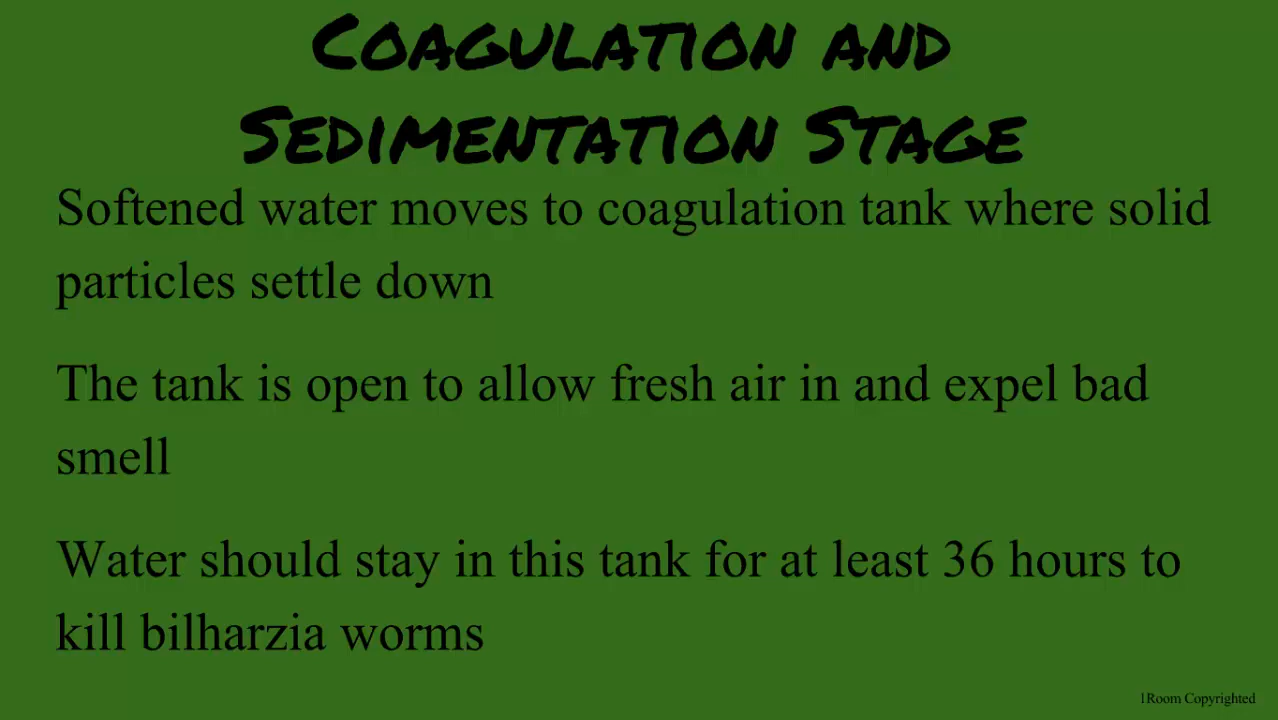 Coagulation and
Sedimentation Stage
Softened water moves to coagulation tank where solid
particles settle down
The tank is open to allow fresh air in and expel bad
smell
Water should stay in this tank for at least 36 hours to
kill bilharzia worms
1Room Copyrighted